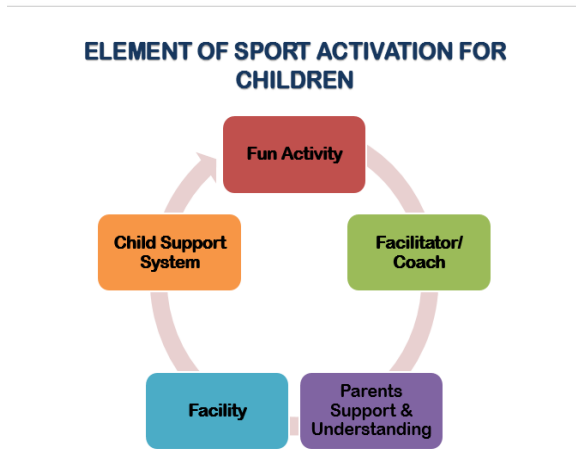 ELEMENT OF SPORT ACTIVATION FOR
CHILDREN
Fun Activity
Facilitator/
Coach
Parents
Support &
Understanding
Facility
Child Support
System